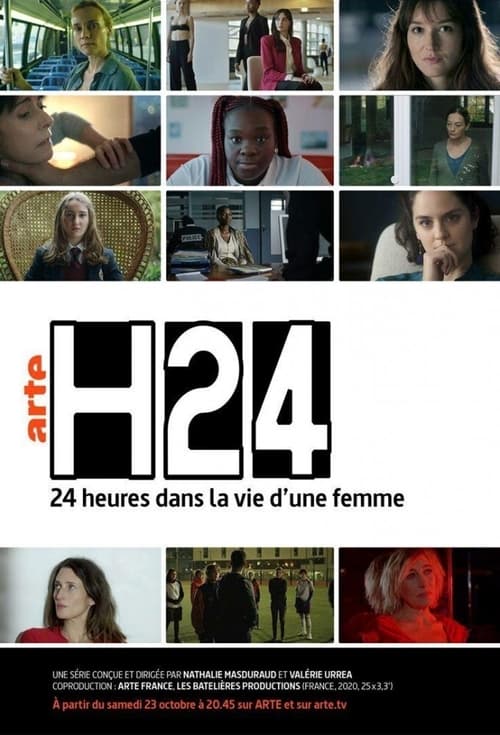 POLICE
arte
H24
24 heures dans la vie d'une femme
UNE SÉRIE CONÇUE ET DIRIGÉE PAR NATHALIE MASDURAUD ET VALÉRIE URREA
COPRODUCTION : ARTE FRANCE, LES BATELIÈRES PRODUCTIONS (FRANCE, 2020, 25 x 3,3')
À partir du samedi 23 octobre à 20.45 sur ARTE et sur arte.tv